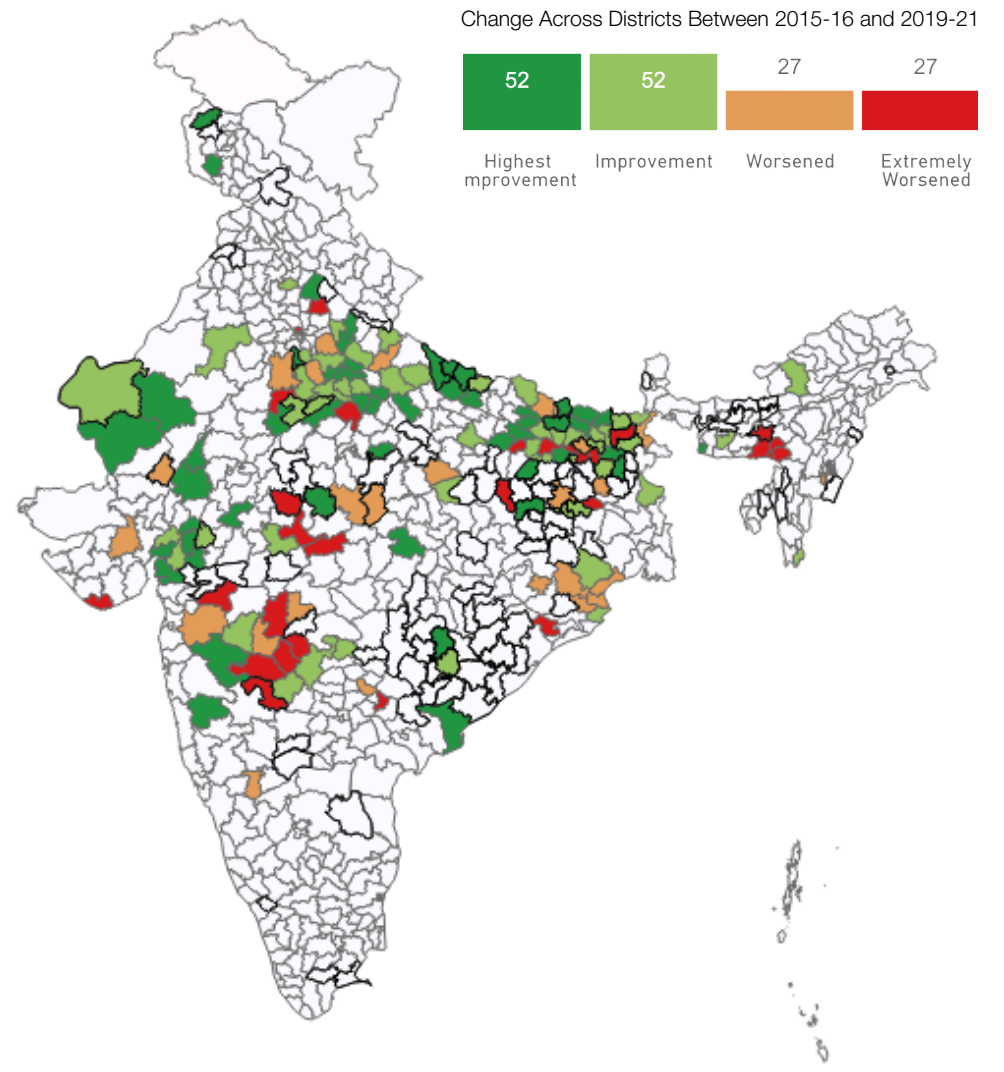 Change Across Districts Between 2015-16 and 2019-21
52
52
27
27
Highest
mprovement
Improvement
Worsened
Extremely
Worsened